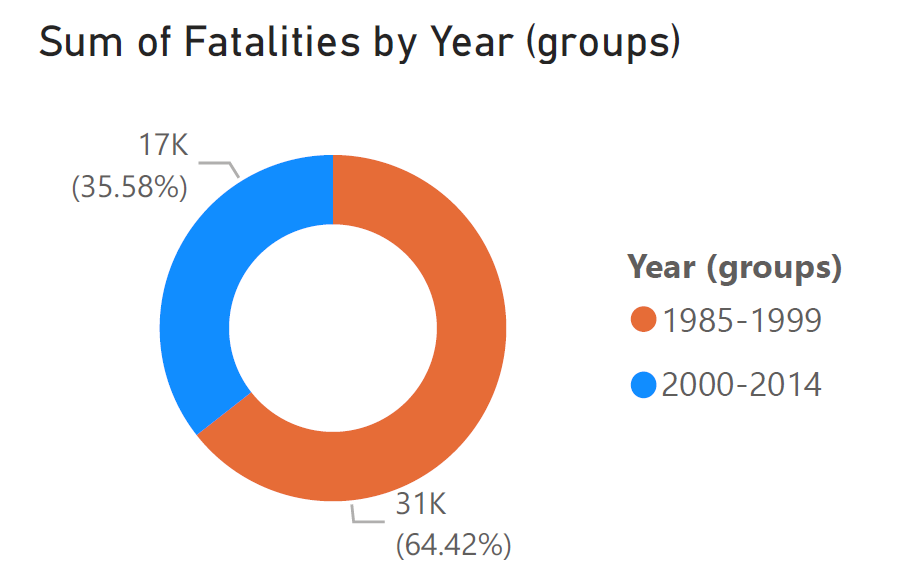 Sum of Fatalities by Year (groups)
17K
(35.58%)
Year (groups)
1985-1999
2000-2014
31K
(64.42%)